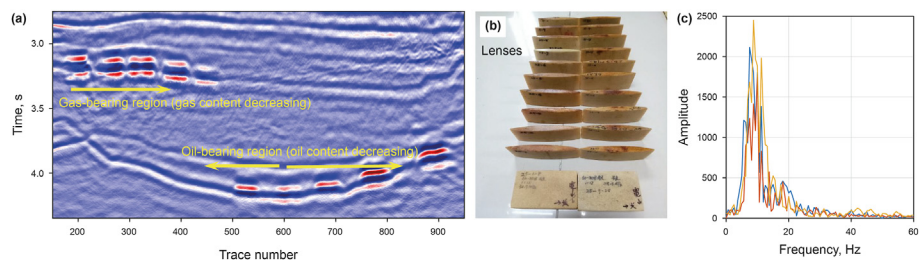 (a)
3.0
3.5
4.0
Time, s
Gas-bearing region (gas content decreasing)
Oil-bearing region (oil content decreasing)
200 300 400 500 600 700 800 900
Trace number
(b)
Lenses
(c)
2500
2000
1500
1000
500
0
Amplitude
0 20 40 60
Frequency, Hz